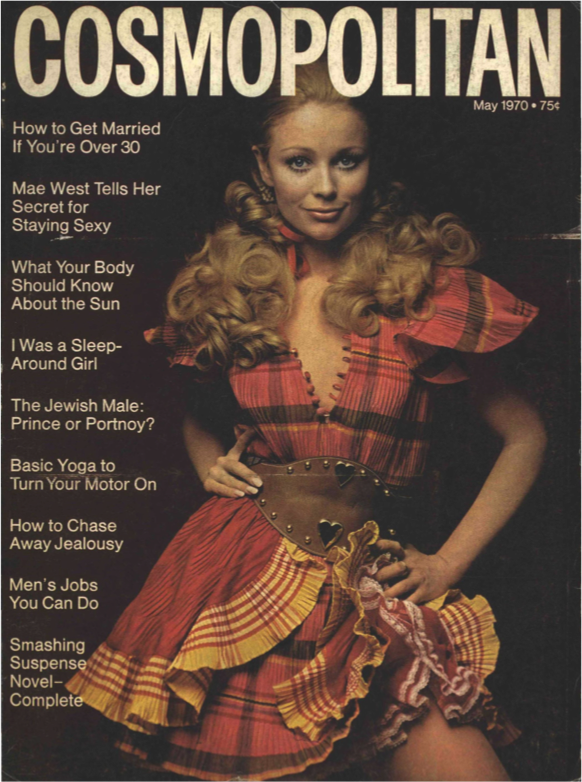 COSMOPOLITAN
May 1970 • 75¢
How to Get Married
If You're Over 30
Mae West Tells Her
Secret for
Staying Sexy
What Your Body
Should Know
About the Sun
I Was a Sleep-
Around Girl
The Jewish Male:
Prince or Portnoy?
Basic Yoga to
Turn Your Motor On
How to Chase
Away Jealousy
Men's Jobs
You Can Do
Smashing
Suspense
Novel–
Complete